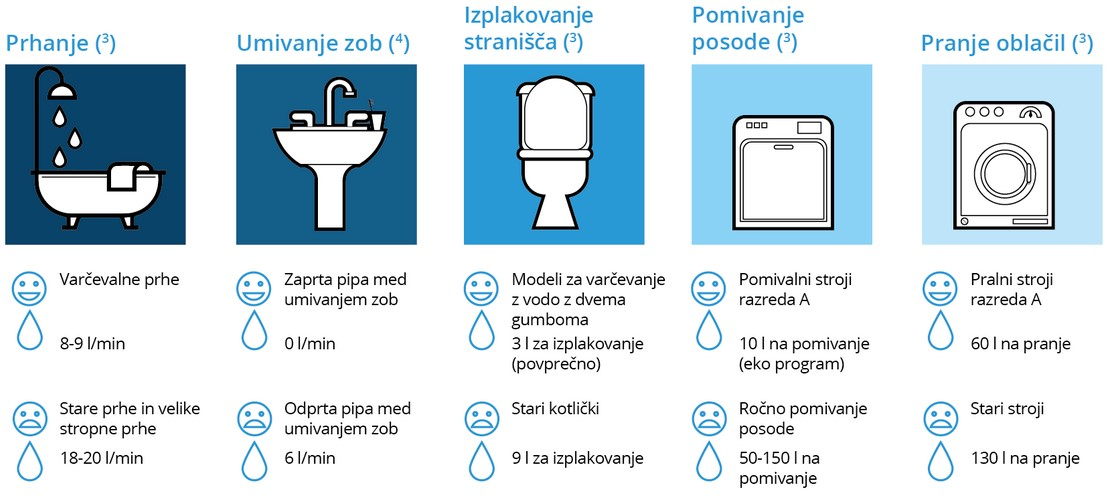 Prhanje (³)
Varčevalne prhe
8-9 l/min
Stare prhe in velike
stropne prhe
18-20 l/min
Umivanje zob (⁴)
Zaprta pipa med
umivanjem zob
0 l/min
Odprta pipa med
umivanjem zob
6 l/min
Izplakovanje
stranišča (³)
Modeli za varčevanje
z vodo z dvema
gumboma
3 l za izplakovanje
(povprečno)
Stari kotlički
9 l za izplakovanje
Pomivanje
posode (³)
Pomivalni stroji
razreda A
10 l na pomivanje
(eko program)
Ročno pomivanje
posode
50-150 l na
pomivanje
Pranje oblačil (³)
Pralni stroji
razreda A
60 l na pranje
Stari stroji
130 l na pranje